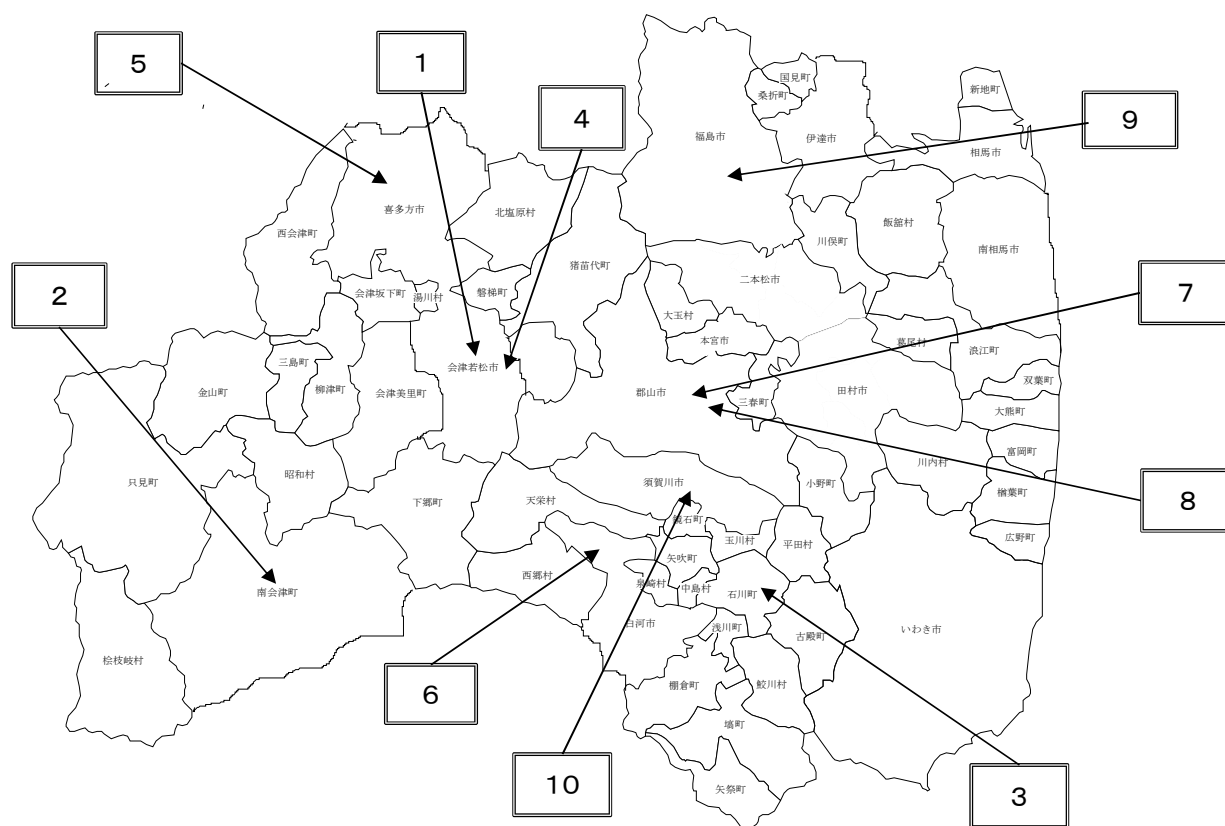 5
1
4
9
2
7
8
6
10
3
国見町
桑折町
新地町
福島市
伊達市
相馬市
喜多方市
北塩原村
西会津町
飯舘村
川俣町
南相馬市
猪苗代町
二本松市
会津坂下町
湯川村
磐梯町
大玉村
本宮市
葛尾村
浪江町
三島町
会津若松市
双葉町
金山町
柳津町
会津美里町
郡山市
三春町
田村市
大熊町
富岡町
川内村
昭和村
只見町
下郷町
天栄村
須賀川市
小野町
楢葉町
鏡石町
玉川村
平田村
広野町
矢吹町
西郷村
泉崎村
中島村
石川町
南会津町
白河市
浅川町
古殿町
いわき市
桧枝岐村
棚倉町
鮫川村
塙町
矢祭町